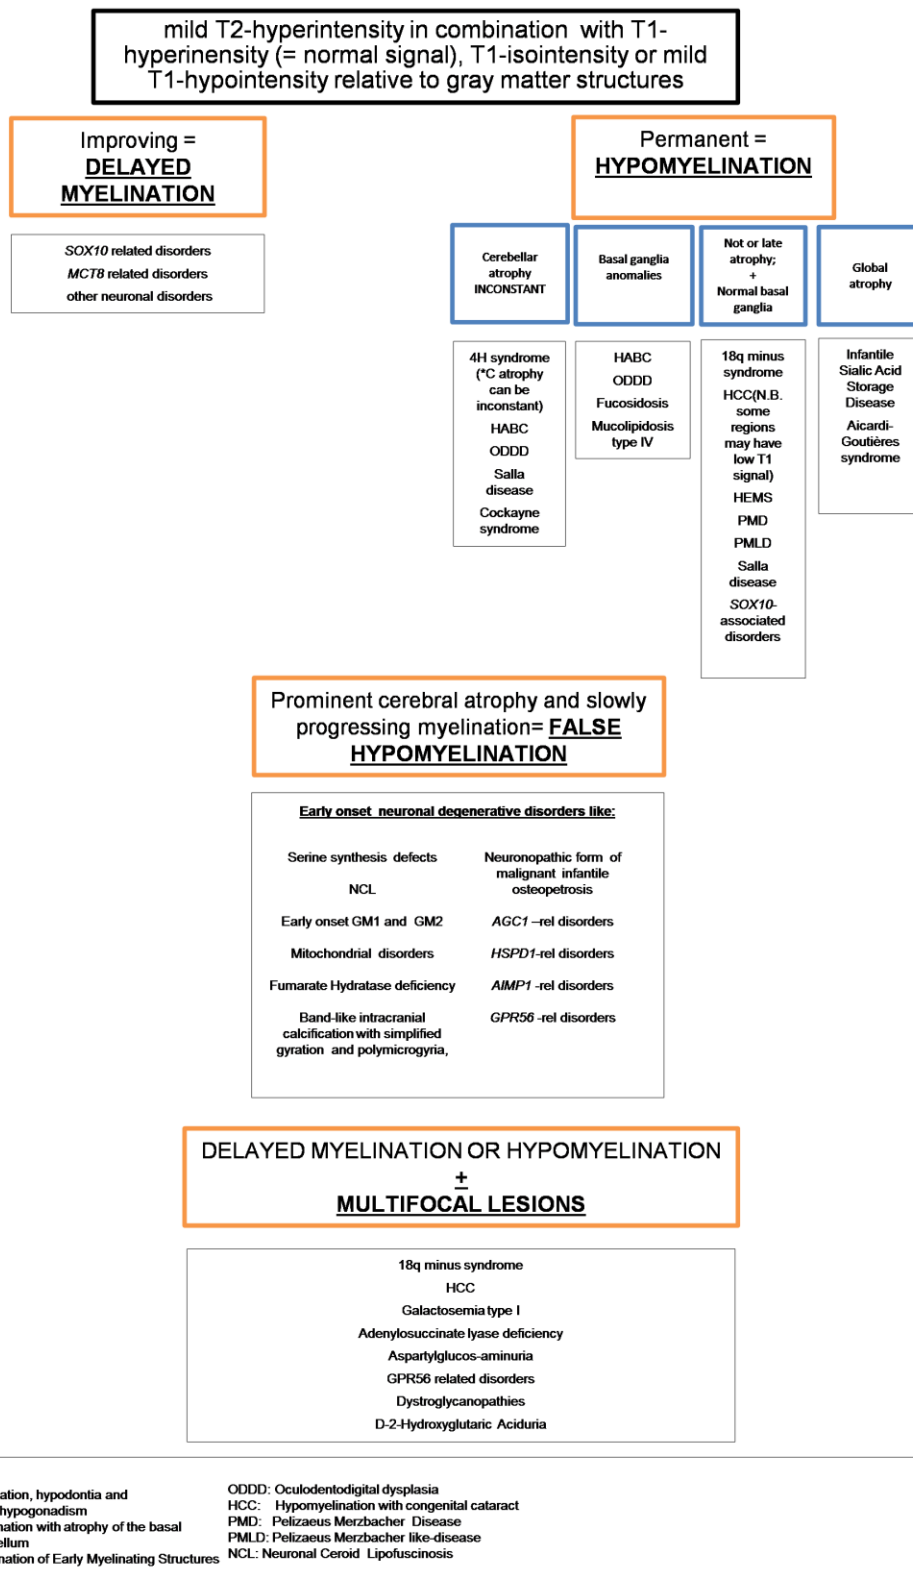 mild T2-hyperintensity in combination with T1-
hyperinensity (= normal signal), T1-isointensity or mild
T1-hypointensity relative to gray matter structures
Improving =
DELAYED
MYELINATION
SOX10 related disorders
MCT8 related disorders
other neuronal disorders
Permanent =
HYPOMYELINATION
Cerebellar
atrophy
INCONSTANT
4H syndrome
(*C atrophy
can be
inconstant)
HABC
ODDD
Salla
disease
Cockayne
syndrome
Basal ganglia
anomalies
HABC
ODDD
Fucosidosis
Mucolipidosis
type IV
Not or late
atrophy;
+
Normal basal
ganglia
18q minus
syndrome
HCC(N.B.
some
regions
may have
low T1
signal)
HEMS
PMD
PMLD
Salla
disease
SOX10-
associated
disorders
Global
atrophy
Infantile
Sialic Acid
Storage
Disease
Aicardi-
Goutières
syndrome
Prominent cerebral atrophy and slowly
progressing myelination= FALSE
HYPOMYELINATION
Early onset neuronal degenerative disorders like:
Serine synthesis defects
NCL
Early onset GM1 and GM2
Mitochondrial disorders
Fumarate Hydratase deficiency
Band-like intracranial
calcification with simplified
gyration and polymicrogyria,
Neuronopathic form of
malignant infantile
osteopetrosis
AGC1 –rel disorders
HSPD1-rel disorders
AIMP1 -rel disorders
GPR56 -rel disorders
DELAYED MYELINATION OR HYPOMYELINATION
+
MULTIFOCAL LESIONS
18q minus syndrome
HCC
Galactosemia type I
Adenylosuccinate lyase deficiency
Aspartylglucos-aminuria
GPR56 related disorders
Dystroglycanopathies
D-2-Hydroxyglutaric Aciduria
ation, hypodontia and
hypogonadism
nation with atrophy of the basal
ellum
nation of Early Myelinating Structures
ODDD: Oculodentodigital dysplasia
HCC: Hypomyelination with congenital cataract
PMD: Pelizaeus Merzbacher Disease
PMLD: Pelizaeus Merzbacher like-disease
NCL: Neuronal Ceroid Lipofuscinosis